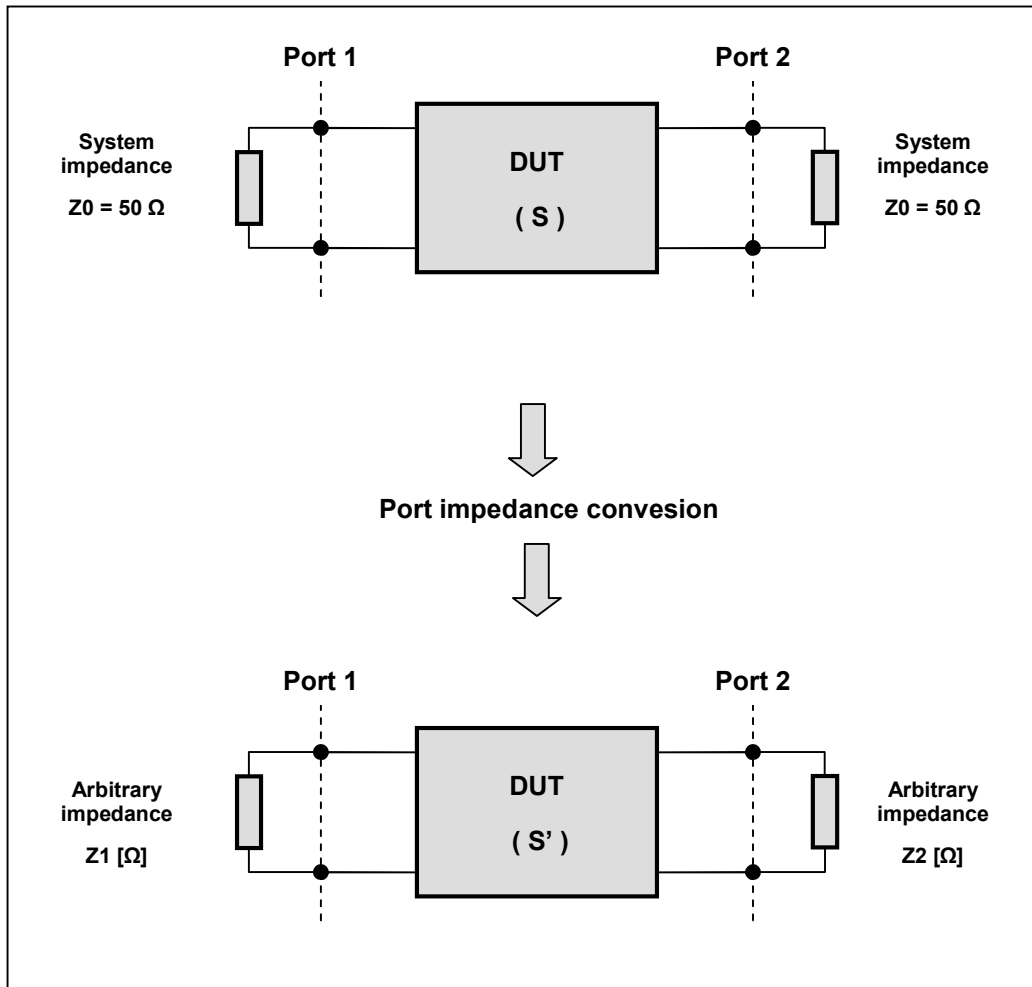 Port 1
Port 2
System
impedance
Z0 = 50 Ω
DUT
( S )
System
impedance
Z0 = 50 Ω
Port impedance convesion
Port 1
Port 2
Arbitrary
impedance
Z1 [Ω]
DUT
( S’ )
Arbitrary
impedance
Z2 [Ω]